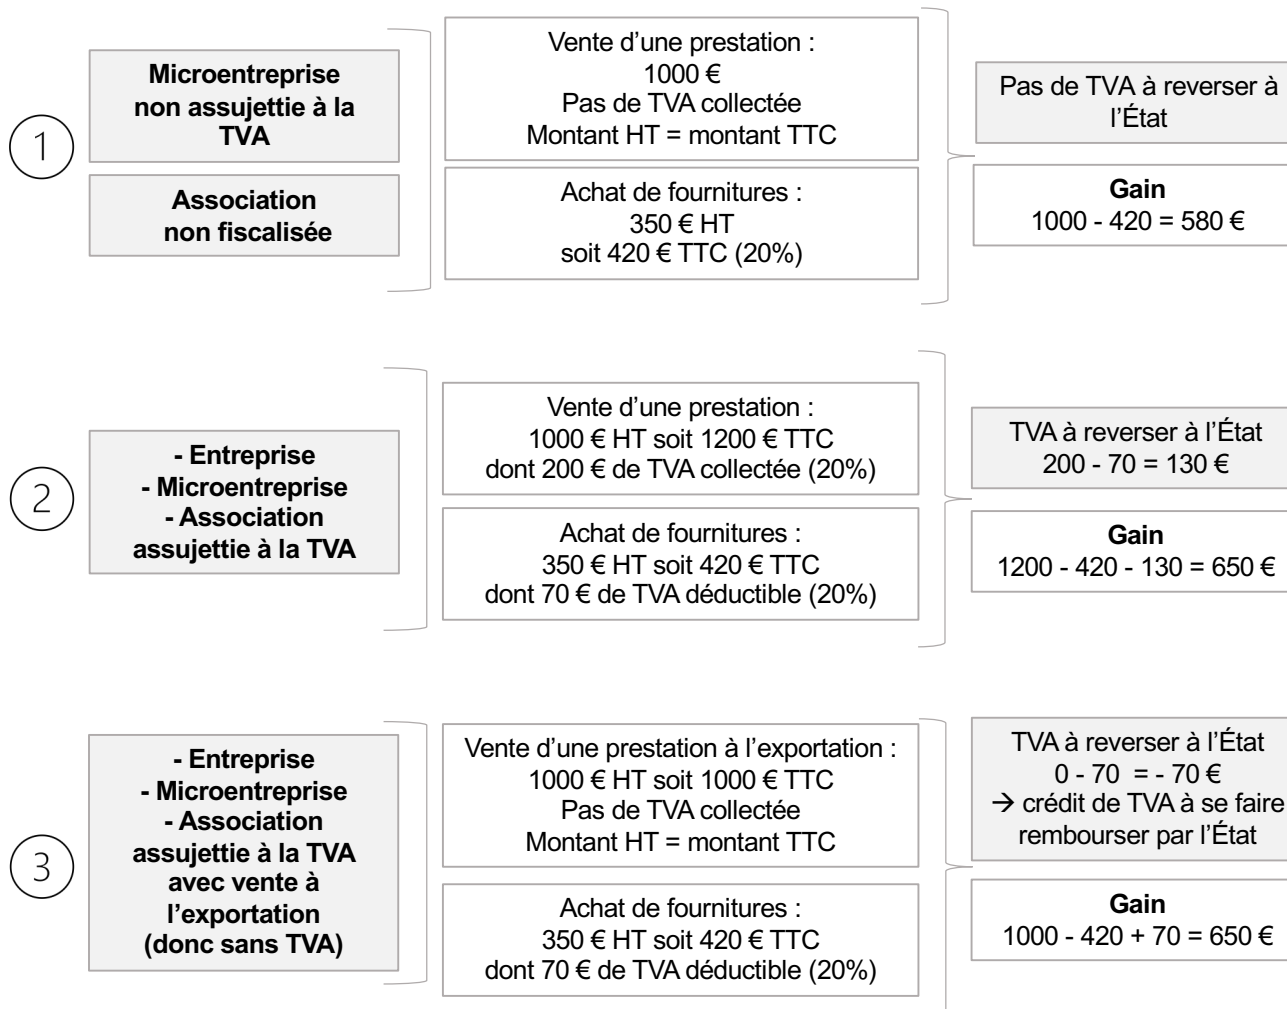 1
Microentreprise
non assujettie à la
TVA
Association
non fiscalisée
Vente d’une prestation :
1000 €
Pas de TVA collectée
Montant HT = montant TTC
Achat de fournitures :
350 € HT
soit 420 € TTC (20%)
Pas de TVA à reverser à
l’État
Gain
1000 - 420 = 580 €
2
- Entreprise
- Microentreprise
- Association
assujettie à la TVA
Vente d’une prestation :
1000 € HT soit 1200 € TTC
dont 200 € de TVA collectée (20%)
Achat de fournitures :
350 € HT soit 420 € TTC
dont 70 € de TVA déductible (20%)
TVA à reverser à l’État
200 - 70 = 130 €
Gain
1200 - 420 - 130 = 650 €
3
- Entreprise
- Microentreprise
- Association
assujettie à la TVA
avec vente à
l’exportation
(donc sans TVA)
Vente d’une prestation à l’exportation :
1000 € HT soit 1000 € TTC
Pas de TVA collectée
Montant HT = montant TTC
Achat de fournitures :
350 € HT soit 420 € TTC
dont 70 € de TVA déductible (20%)
TVA à reverser à l’État
0 - 70 = - 70 €
→ crédit de TVA à se faire
rembourser par l’État
Gain
1000 - 420 + 70 = 650 €